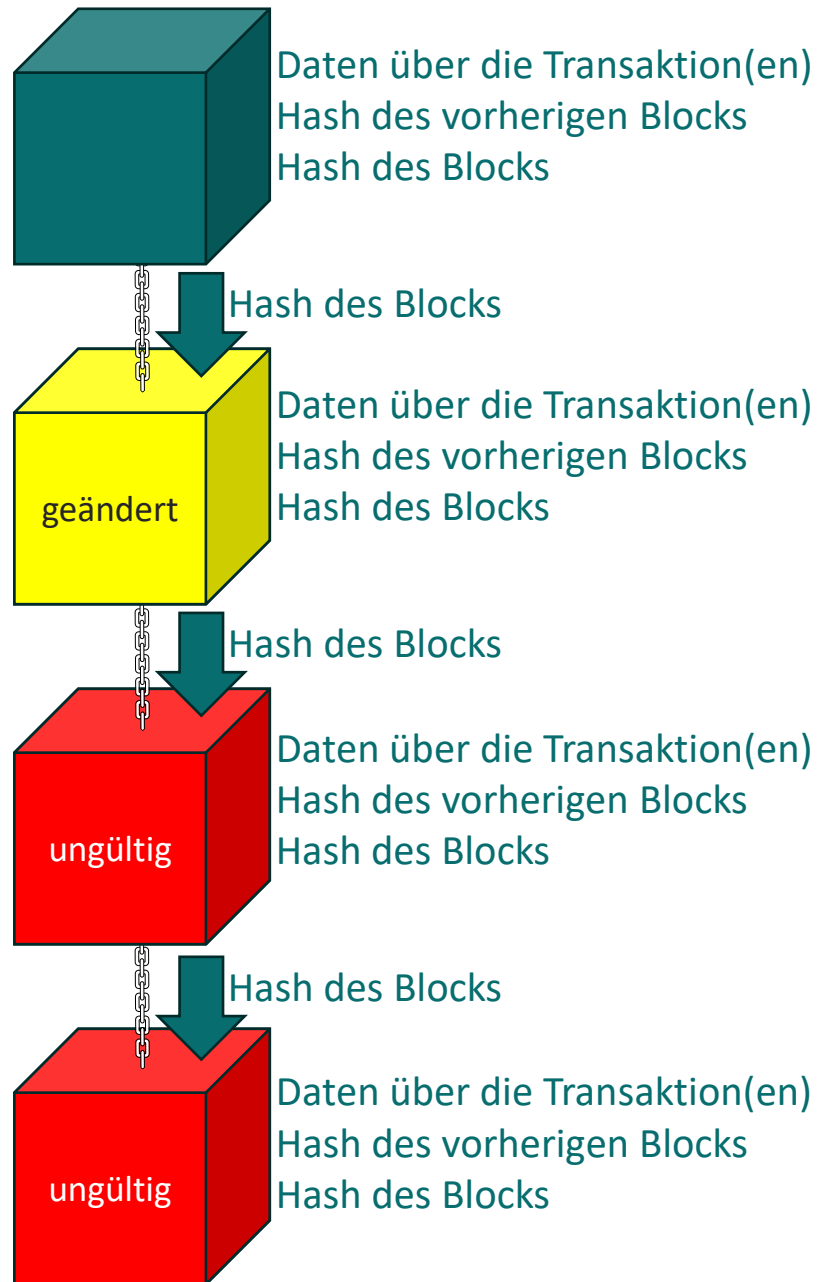 Daten über die Transaktion(en)
Hash des vorherigen Blocks
Hash des Blocks
Hash des Blocks
Daten über die Transaktion(en)
Hash des vorherigen Blocks
geändert
Hash des Blocks
Hash des Blocks
Daten über die Transaktion(en)
Hash des vorherigen Blocks
ungültig
Hash des Blocks
Hash des Blocks
Daten über die Transaktion(en)
Hash des vorherigen Blocks
ungültig
Hash des Blocks